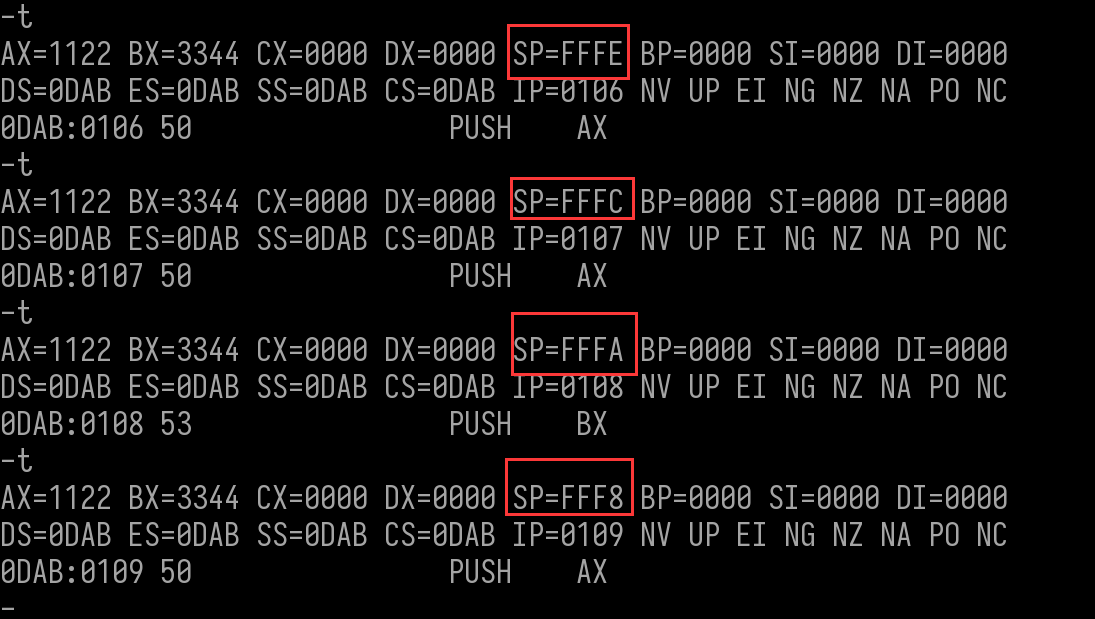 -t
AX=1122 BX=3344 CX=0000 DX=0000 SP=FFFE BP=0000 SI=0000 DI=0000
DS=0DAB ES=0DAB SS=0DAB CS=0DAB IP=0106 NV UP EI NG NZ NA PO NC
0DAB:0106 50 PUSH AX
-t
AX=1122 BX=3344 CX=0000 DX=0000 SP=FFFC BP=0000 SI=0000 DI=0000
DS=0DAB ES=0DAB SS=0DAB CS=0DAB IP=0107 NV UP EI NG NZ NA PO NC
0DAB:0107 50 PUSH AX
-t
AX=1122 BX=3344 CX=0000 DX=0000 SP=FFFA BP=0000 SI=0000 DI=0000
DS=0DAB ES=0DAB SS=0DAB CS=0DAB IP=0108 NV UP EI NG NZ NA PO NC
0DAB:0108 53 PUSH BX
-t
AX=1122 BX=3344 CX=0000 DX=0000 SP=FFF8 BP=0000 SI=0000 DI=0000
DS=0DAB ES=0DAB SS=0DAB CS=0DAB IP=0109 NV UP EI NG NZ NA PO NC
0DAB:0109 50 PUSH AX
-